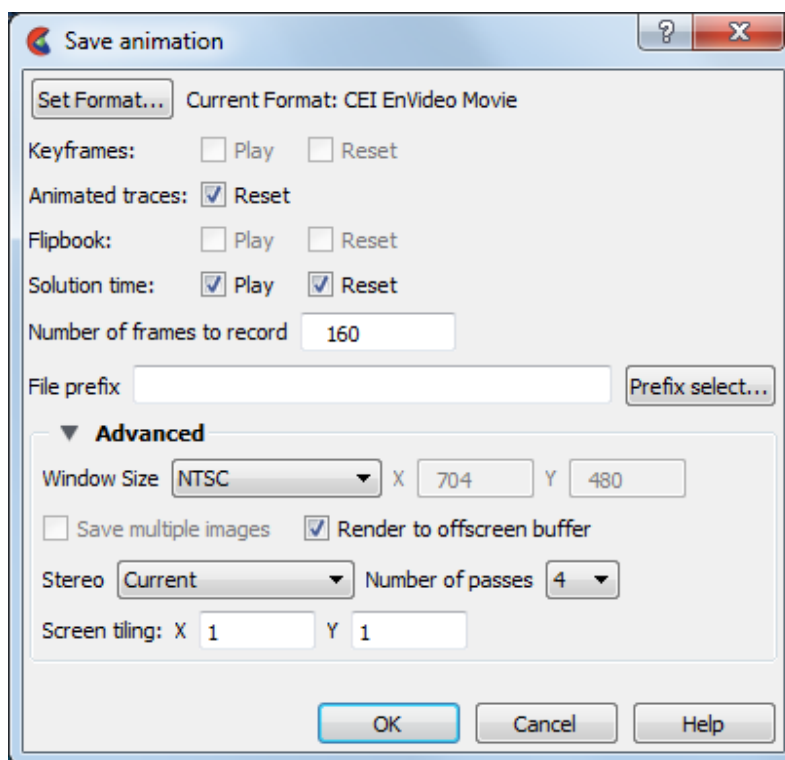 Save animation
Set Format... Current Format: CEI EnVideo Movie
Keyframes: Play Reset
Animated traces: Reset
Flipbook: Play Reset
Solution time: Play Reset
Number of frames to record 160
File prefix Prefix select...
Advanced
Window Size NTSC X 704 Y 480
Save multiple images Render to offscreen buffer
Stereo Current Number of passes 4
Screen tiling: X 1 Y 1
OK Cancel Help